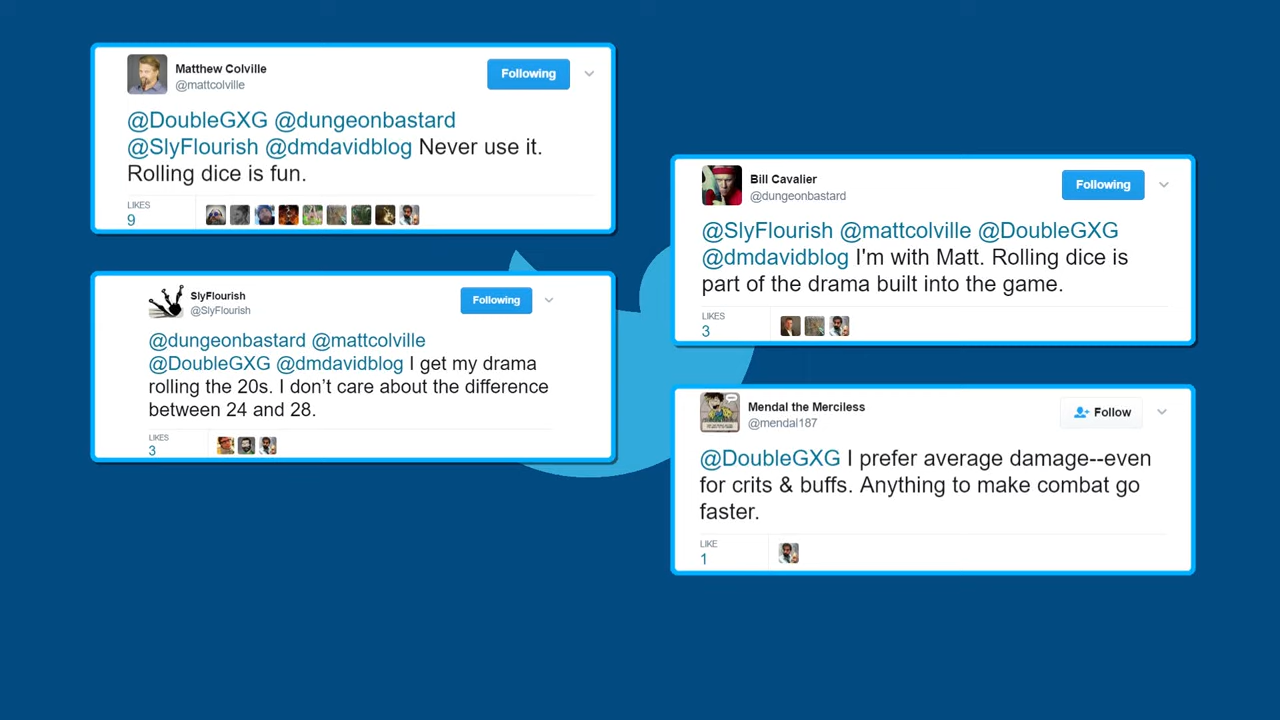 Matthew Colville
@mattcolville
Following
@DoubleGXG @dungeonbastard
@SlyFlourish @dmdavidblog Never use it.
Rolling dice is fun.
LIKES
9
SlyFlourish
@SlyFlourish
Following
@dungeonbastard @mattcolville
@DoubleGXG @dmdavidblog I get my drama
rolling the 20s. I don’t care about the difference
between 24 and 28.
LIKES
3
Bill Cavalier
@dungeonbastard
Following
@SlyFlourish @mattcolville @DoubleGXG
@dmdavidblog I'm with Matt. Rolling dice is
part of the drama built into the game.
LIKES
3
Mendal the Merciless
@mendal187
Follow
@DoubleGXG I prefer average damage--even
for crits & buffs. Anything to make combat go
faster.
LIKE
1